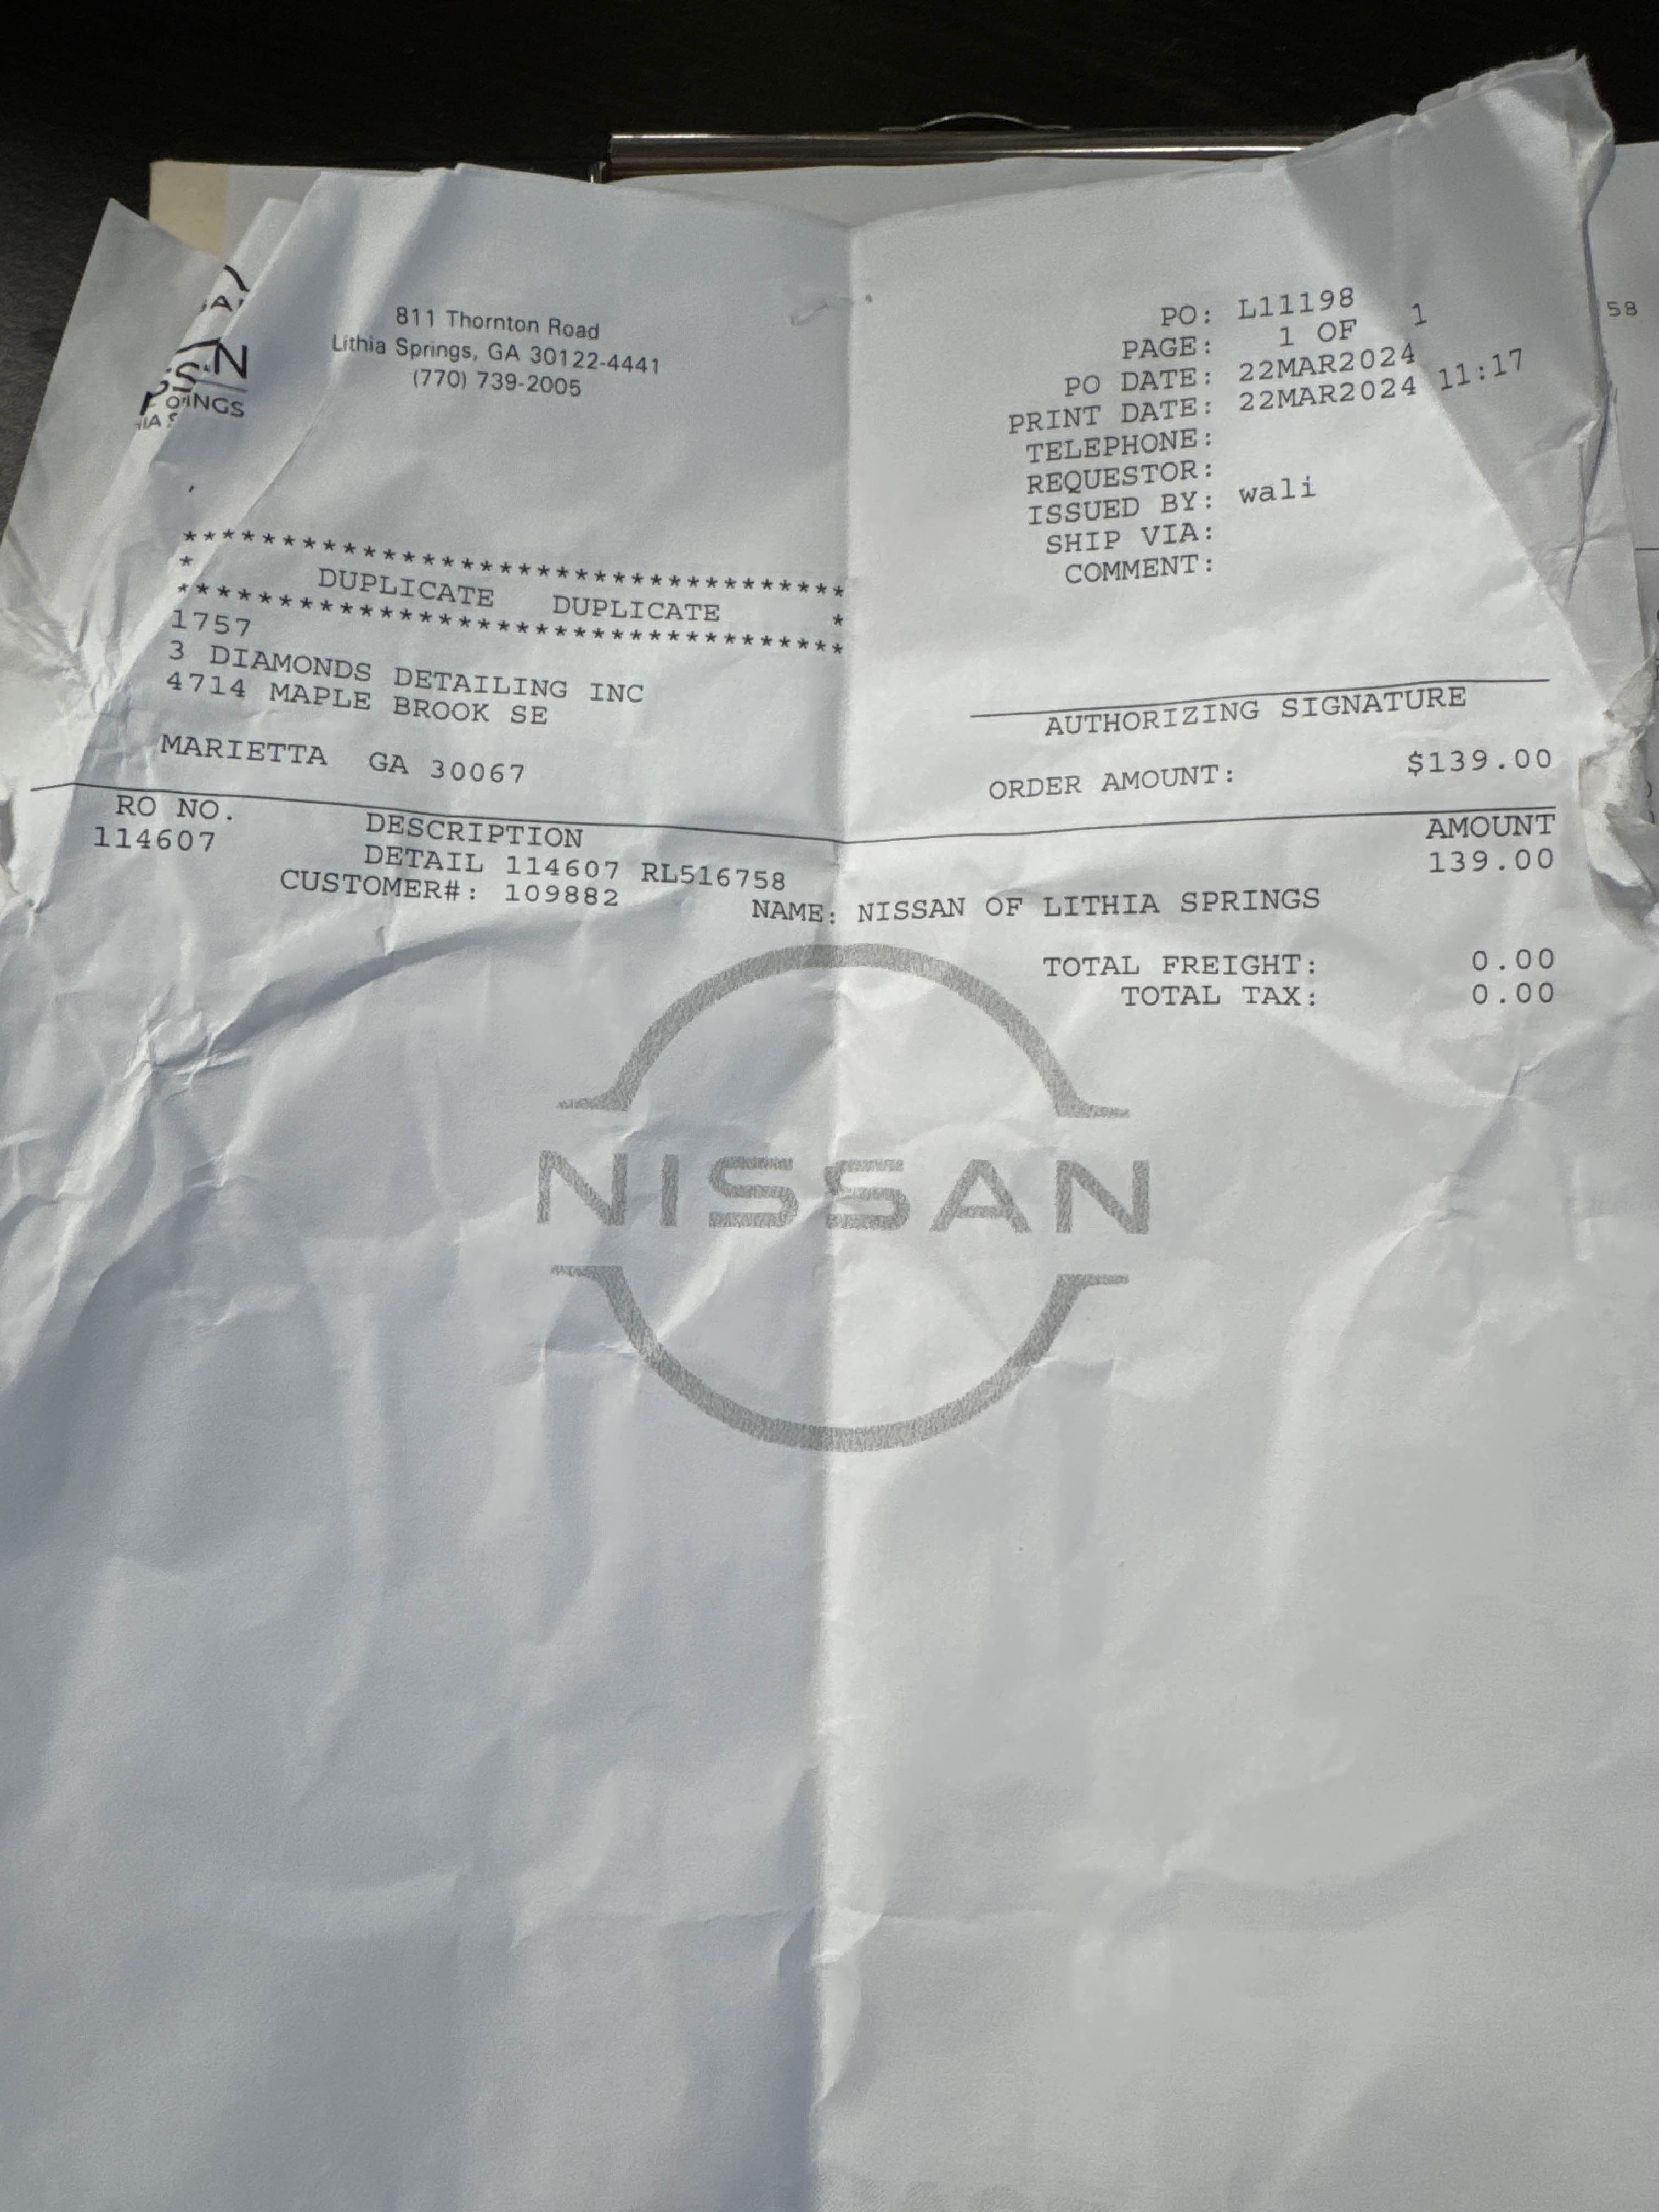 811 Thornton Road
Lithia Springs, GA 30122-4441
(770) 739-2005
PO: L11198
PAGE: 1 OF 1
PO DATE: 22MAR2024
PRINT DATE: 22MAR2024 11:17
TELEPHONE:
REQUESTOR:
ISSUED BY: wali
SHIP VIA:
COMMENT:
58
*********************************
* DUPLICATE DUPLICATE *
*********************************
1757
3 DIAMONDS DETAILING INC
4714 MAPLE BROOK SE
MARIETTA GA 30067
AUTHORIZING SIGNATURE
ORDER AMOUNT: $139.00
RO NO. DESCRIPTION AMOUNT
114607 DETAIL 114607 RL516758 139.00
CUSTOMER#: 109882 NAME: NISSAN OF LITHIA SPRINGS
TOTAL FREIGHT: 0.00
TOTAL TAX: 0.00
NISSAN